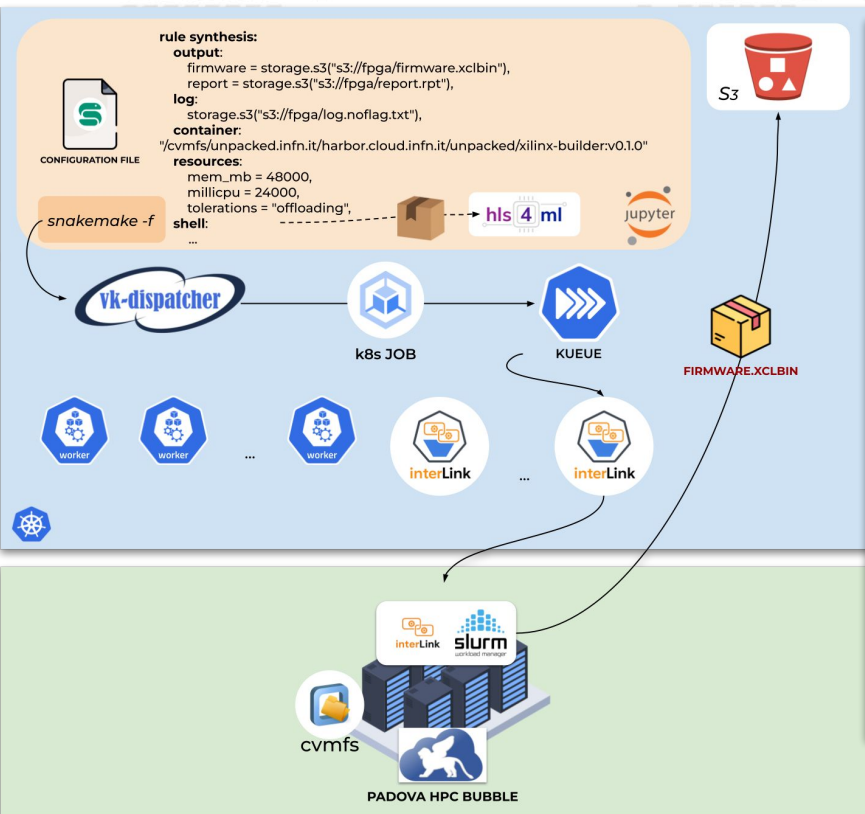 rule synthesis:
output:
firmware = storage.s3("s3://fpga/firmware.xclbin"),
report = storage.s3("s3://fpga/report.rpt"),
log:
storage.s3("s3://fpga/log.noflag.txt"),
container:
"/cvmfs/unpacked.infn.it/harbor.cloud.infn.it/unpacked/xilinx-builder:v0.1.0"
resources:
mem_mb = 48000,
millicpu = 24000,
tolerations = "offloading",
shell:
...
CONFIGURATION FILE
snakemake -f
hls 4 ml
jupyter
S3
vk-dispatcher
k8s JOB
KUEUE
FIRMWARE.XCLBIN
worker
worker
...
worker
interLink
...
interLink
interLink
slurm
workload manager
cvmfs
PADOVA HPC BUBBLE